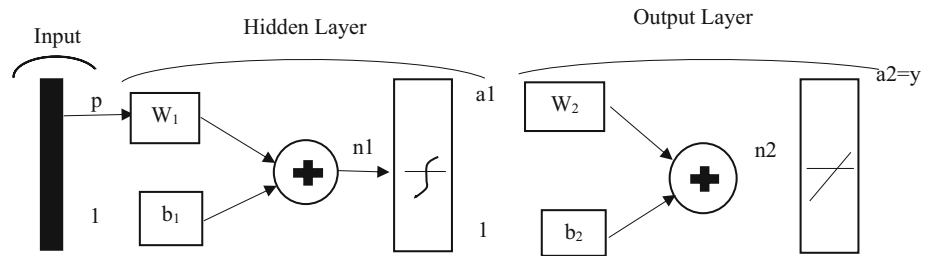 Input
Hidden Layer
Output Layer
p
W1
n1
a1
W2
n2
a2=y
1
b1
1
b2